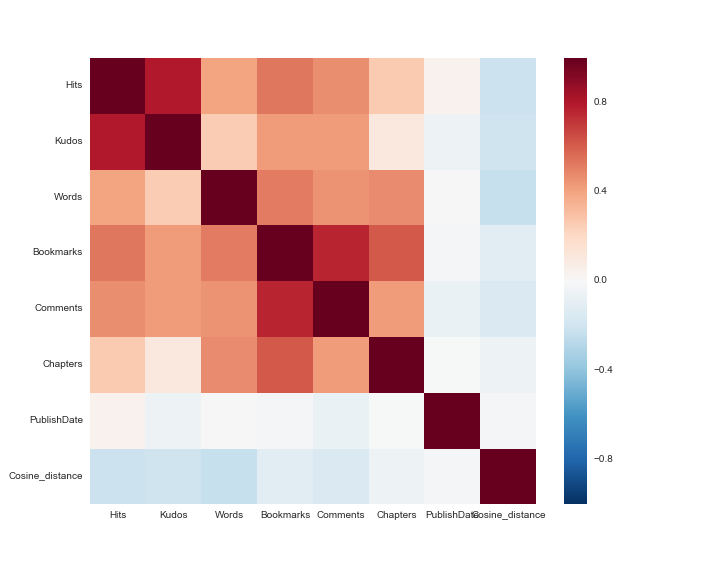 Hits
Kudos
Words
Bookmarks
Comments
Chapters
PublishDate
Cosine_distance
Hits Kudos Words Bookmarks Comments Chapters PublishDate Cosine_distance
0.8
0.4
0.0
−0.4
−0.8